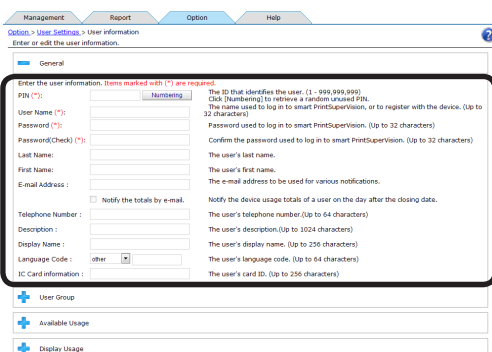 Management Report Option Help
Option > User Settings > User information
Enter or edit the user information.
General
Enter the user information. Items marked with (*) are required.
PIN (*): Numbering The ID that identifies the user. (1 - 999,999,999)
Click [Numbering] to retrieve a random unused PIN.
User Name (*): The name used to log in to smart PrintSuperVision, or to register with the device. (Up to
32 characters)
Password (*): Password used to log in to smart PrintSuperVision. (Up to 32 characters)
Password(Check) (*): Confirm the password used to log in to smart PrintSuperVision. (Up to 32 characters)
Last Name: The user's last name.
First Name: The user's first name.
E-mail Address : The e-mail address to be used for various notifications.
Notify the totals by e-mail. Notify the device usage totals of a user on the day after the closing date.
Telephone Number : The user's telephone number.(Up to 64 characters)
Description : The user's description.(Up to 1024 characters)
Display Name : The user's display name. (Up to 256 characters)
Language Code : other The user's language code. (Up to 64 characters)
IC Card information : The user's card ID. (Up to 256 characters)
User Group
Available Usage
Display Usage